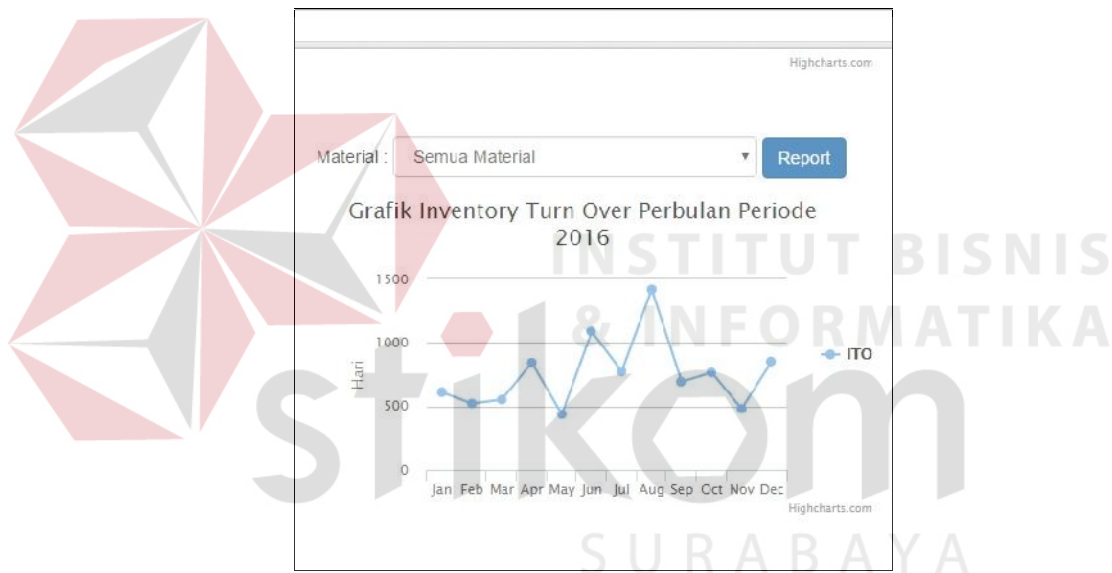 Highcharts.com
Material : Semua Material ▼ Report
Grafik Inventory Turn Over Perbulan Periode
2016
1500
1000
500
0
Hari
ITO
Jan Feb Mar Apr May Jun Jul Aug Sep Oct Nov Dec
Highcharts.com
INSTITUT BISNIS
& INFORMATIKA
stikom
SURABAYA